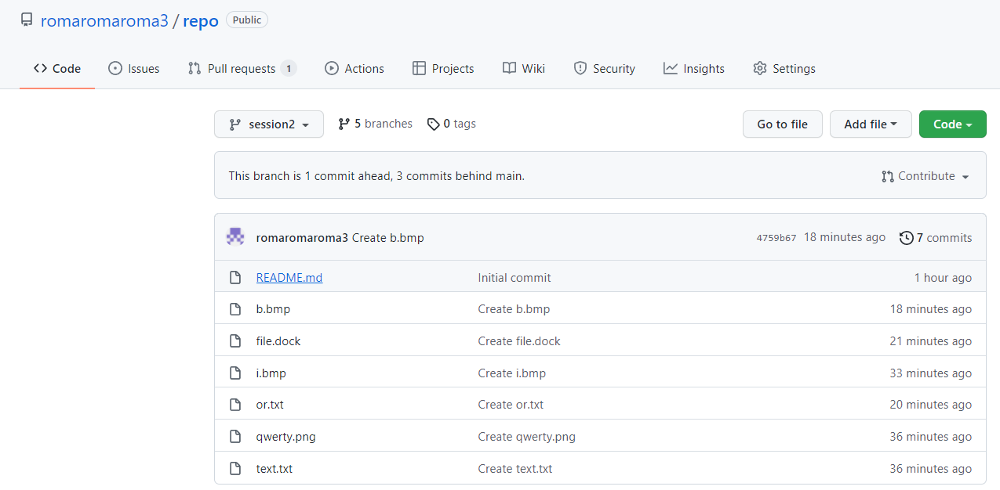 romaromaroma3 / repo Public
Code Issues Pull requests 1 Actions Projects Wiki Security Insights Settings
session2 5 branches 0 tags Go to file Add file Code
This branch is 1 commit ahead, 3 commits behind main. Contribute
romaromaroma3 Create b.bmp 4759b67 18 minutes ago 7 commits
README.md Initial commit 1 hour ago
b.bmp Create b.bmp 18 minutes ago
file.dock Create file.dock 21 minutes ago
i.bmp Create i.bmp 33 minutes ago
or.txt Create or.txt 20 minutes ago
qwerty.png Create qwerty.png 36 minutes ago
text.txt Create text.txt 36 minutes ago